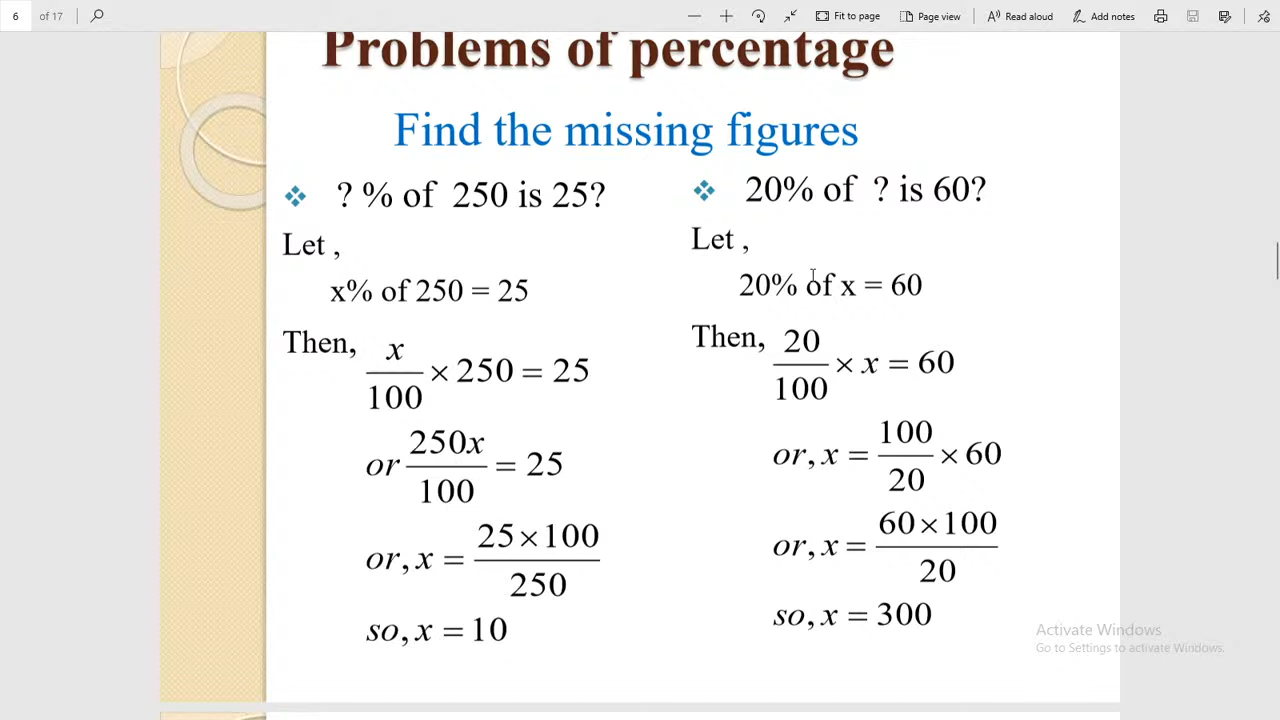 6 of 17 Fit to page Page view Read aloud Add notes
Problems of percentage
Find the missing figures
? % of 250 is 25?
Let ,
x% of 250 = 25
Then, x/100 × 250 = 25
or 250x/100 = 25
or, x = 25 × 100/250
so, x = 10
20% of ? is 60?
Let ,
20% of x = 60
Then, 20/100 × x = 60
or, x = 100/20 × 60
or, x = 60 × 100/20
so, x = 300
Activate Windows
Go to Settings to activate Windows.